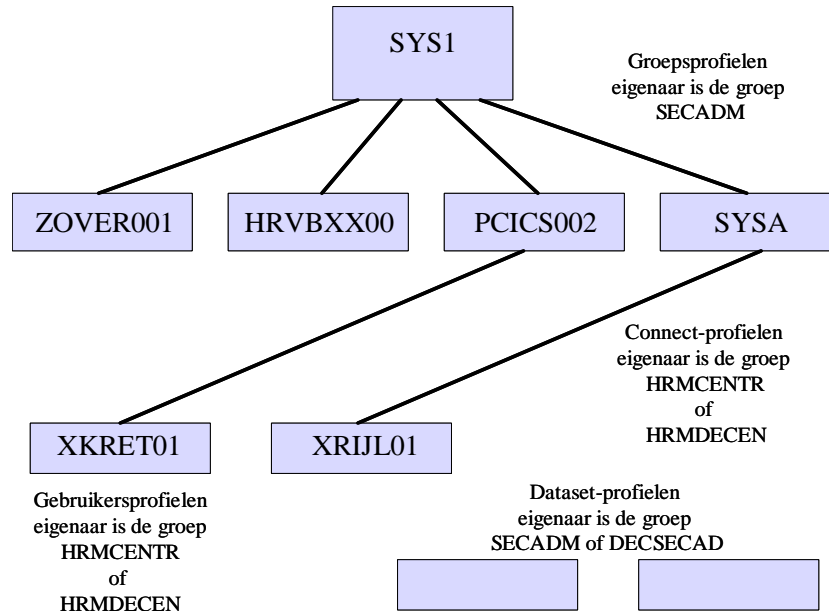 SYS1
Groepsprofielen
eigenaar is de groep
SECADM
ZOVER001
HRVBXX00
PCICS002
SYSA
Connect-profielen
eigenaar is de groep
HRMCENTR
of
HRMDECEN
XKRET01
XRIJL01
Gebruikersprofielen
eigenaar is de groep
HRMCENTR
of
HRMDECEN
Dataset-profielen
eigenaar is de groep
SECADM of DECSECAD